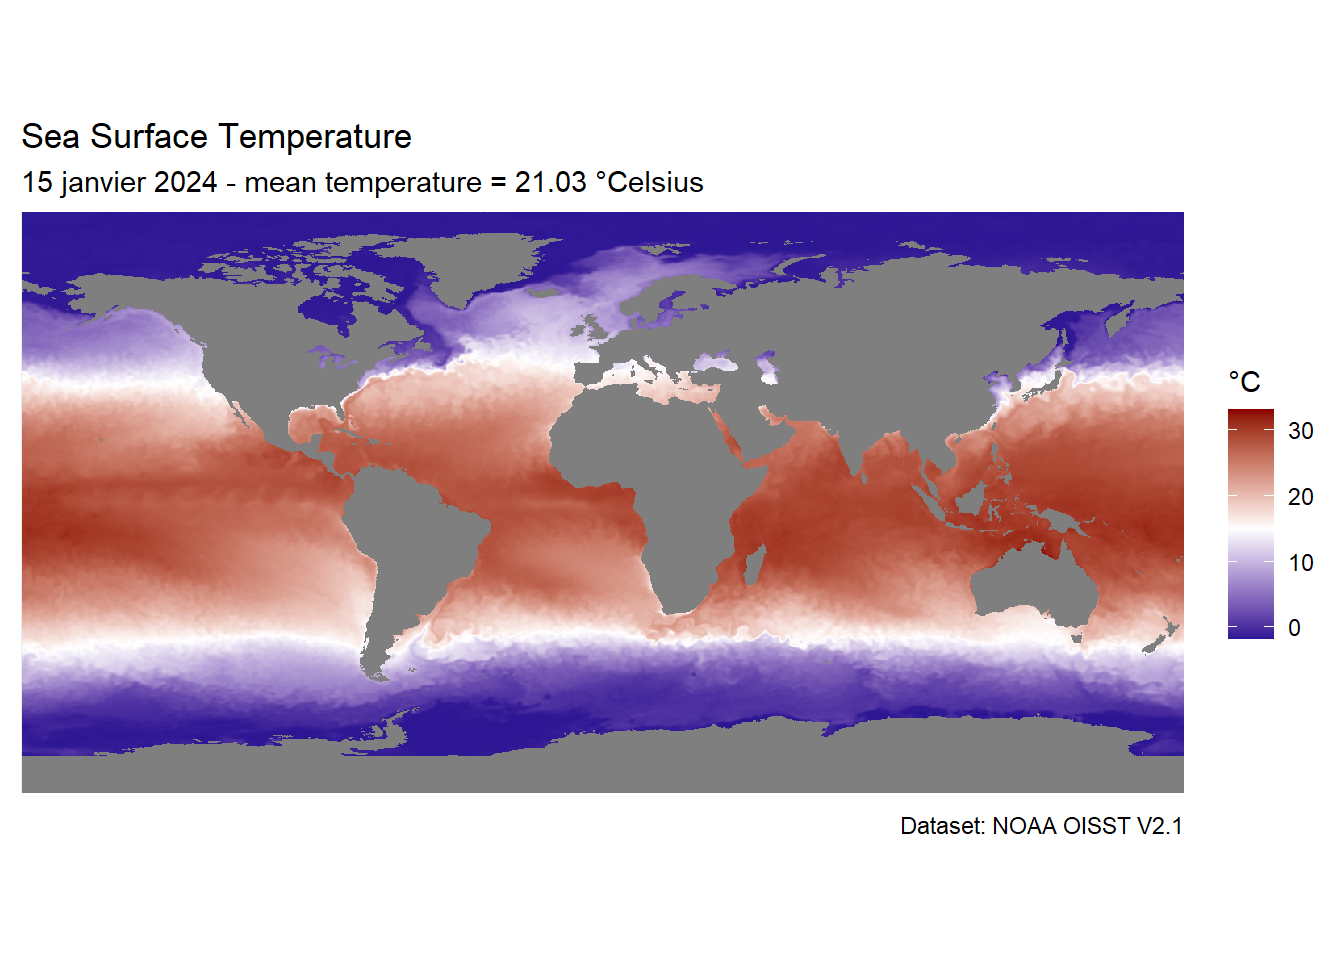 Sea Surface Temperature
15 janvier 2024 - mean temperature = 21.03 °Celsius
°C
30
20
10
0
Dataset: NOAA OISST V2.1